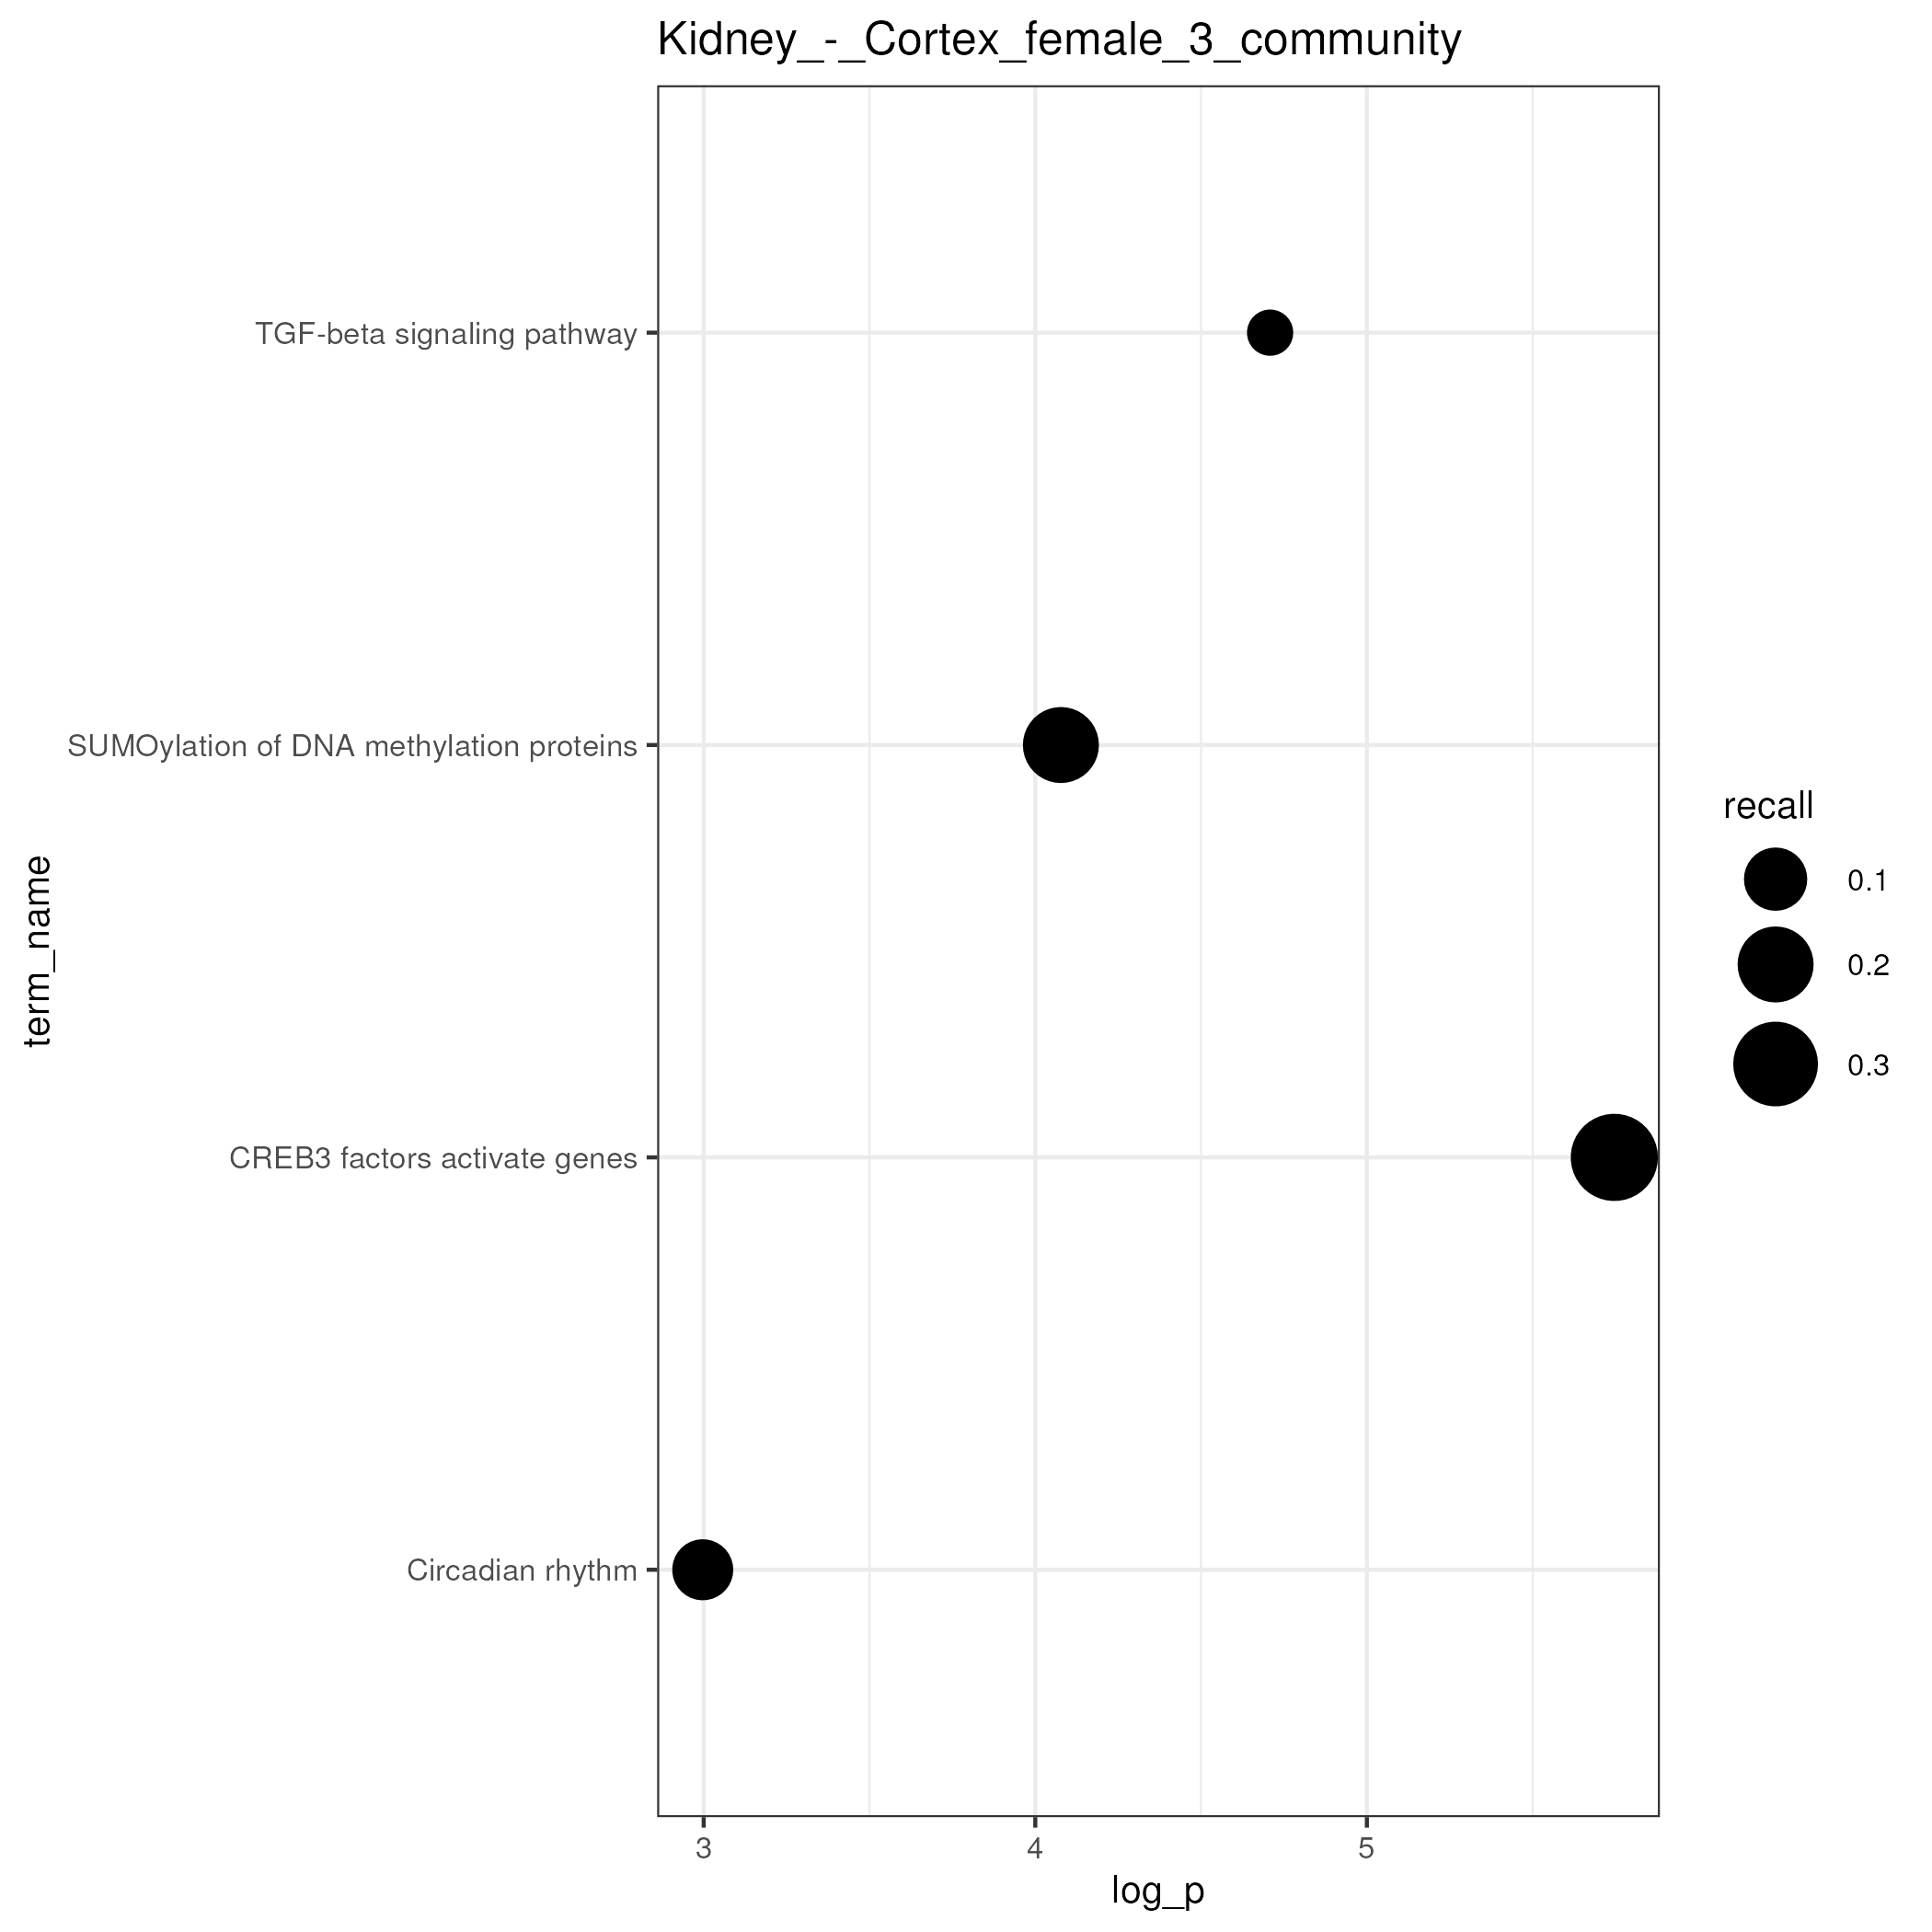 Kidney_-_Cortex_female_3_community
TGF-beta signaling pathway
SUMOylation of DNA methylation proteins
CREB3 factors activate genes
Circadian rhythm
term_name
3
4
5
log_p
recall
0.1
0.2
0.3